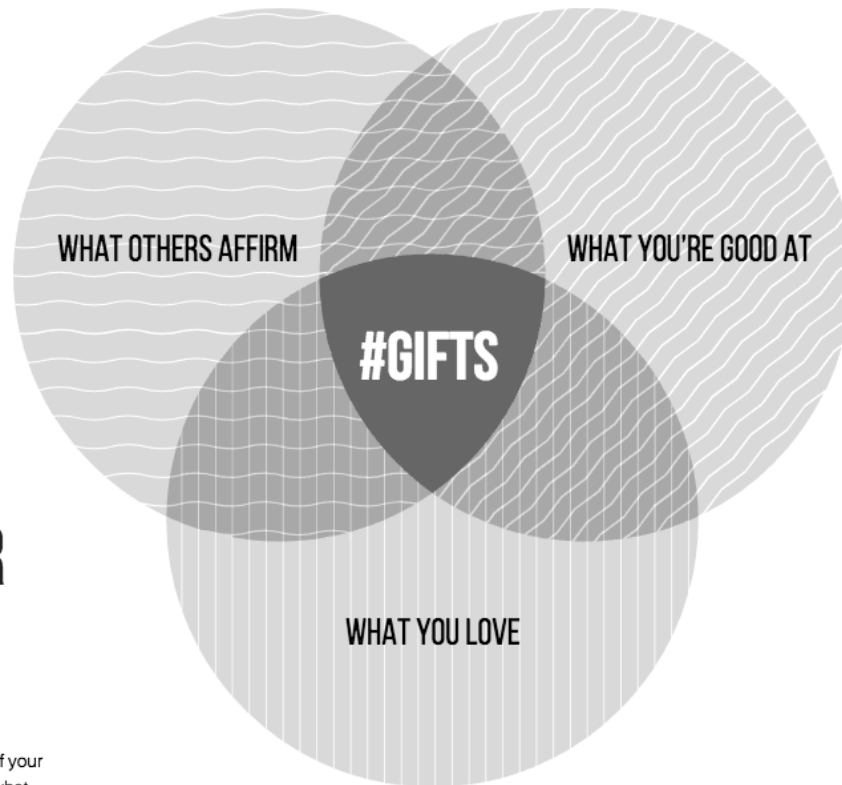 WHAT OTHERS AFFIRM
WHAT YOU'RE GOOD AT
#GIFTS
R
WHAT YOU LOVE
f your